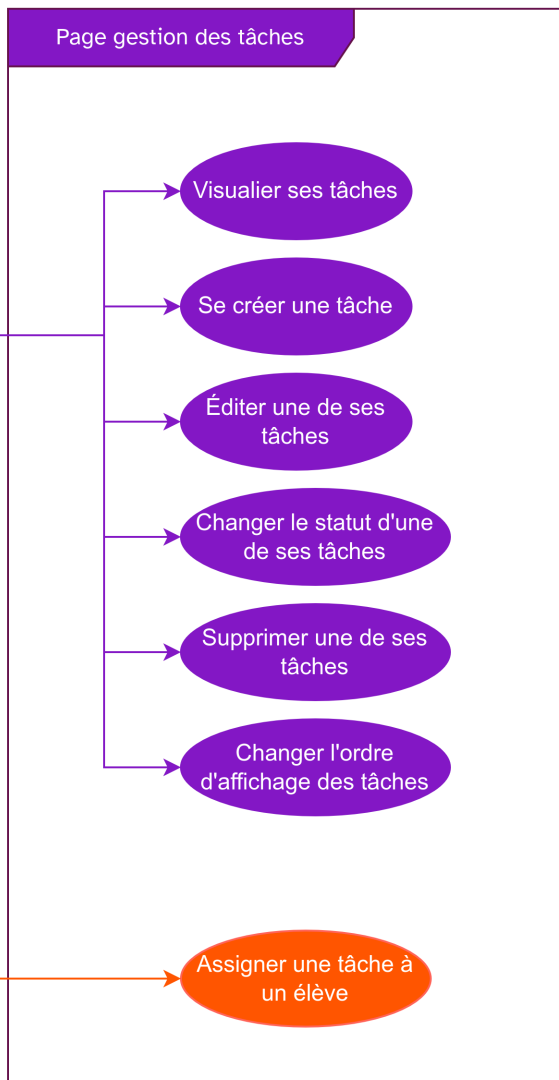 Page gestion des tâches
Visualier ses tâches
Se créer une tâche
Éditer une de ses
tâches
Changer le statut d'une
de ses tâches
Supprimer une de ses
tâches
Changer l'ordre
d'affichage des tâches
Assigner une tâche à
un élève